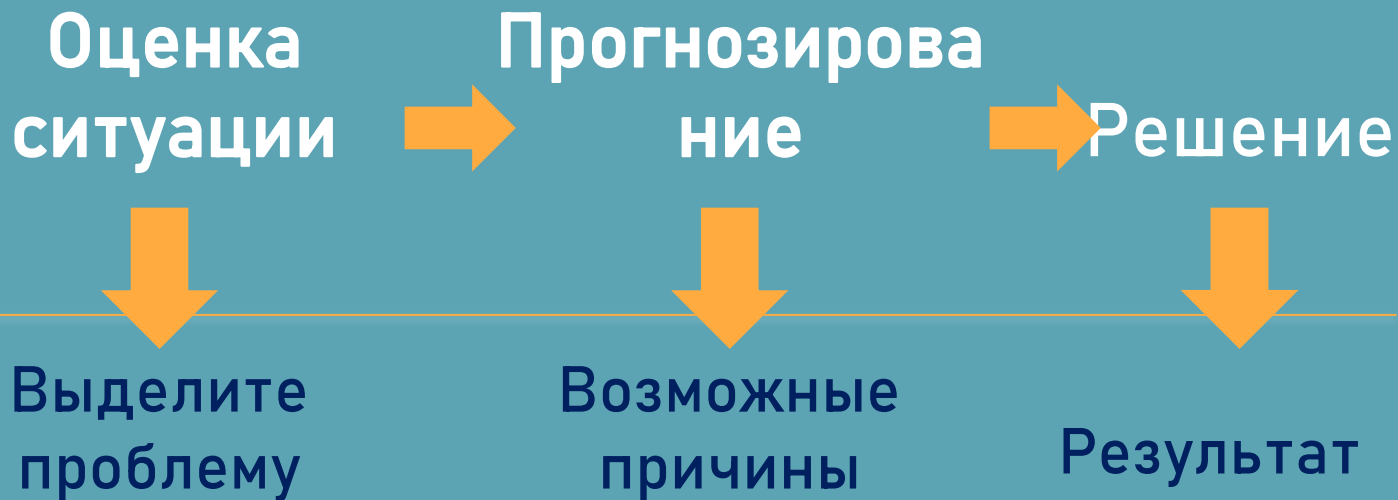 Оценка
ситуации
Прогнозирова
ние
Решение
Выделите
проблему
Возможные
причины
Результат